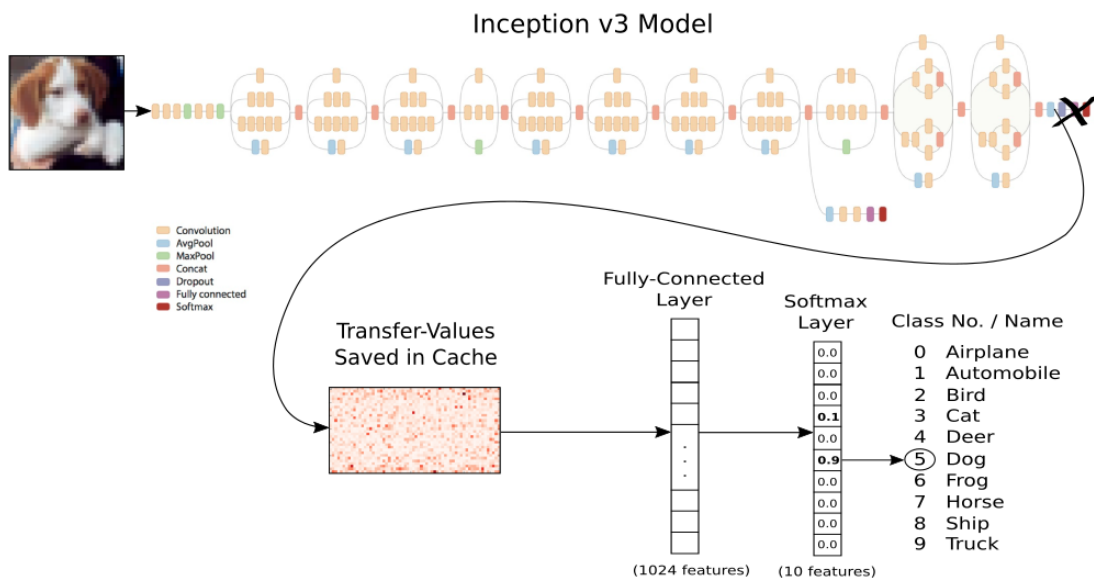 Inception v3 Model
Convolution
AvgPool
MaxPool
Concat
Dropout
Fully connected
Softmax
Transfer-Values
Saved in Cache
Fully-Connected
Layer
(1024 features)
Softmax
Layer
0.0
0.0
0.0
0.1
0.0
0.9
0.0
0.0
0.0
0.0
(10 features)
Class No. / Name
0 Airplane
1 Automobile
2 Bird
3 Cat
4 Deer
5 Dog
6 Frog
7 Horse
8 Ship
9 Truck